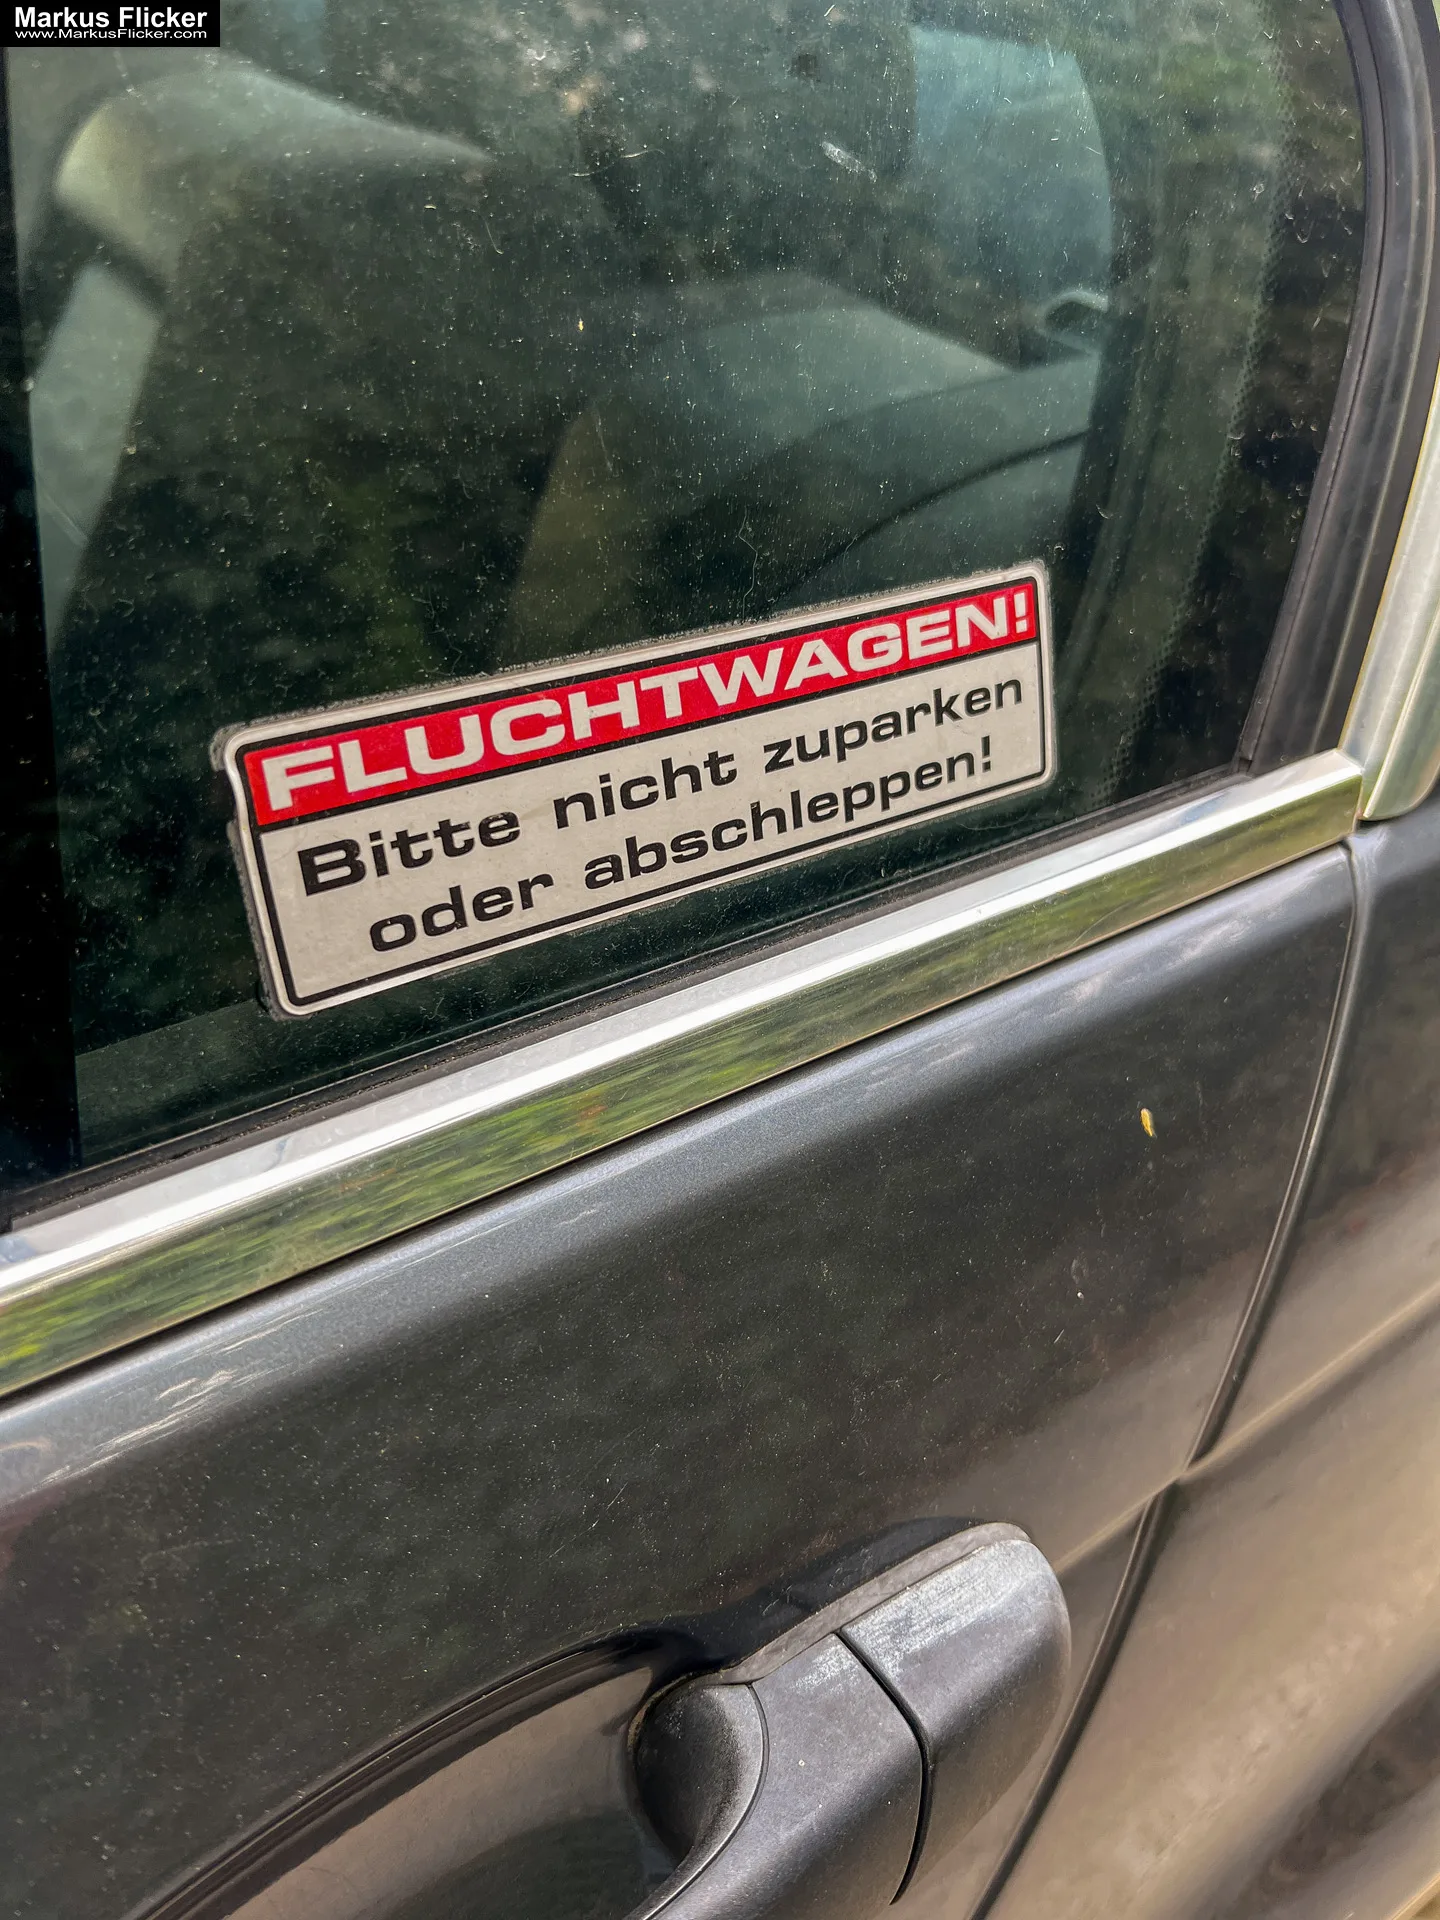 Markus Flicker
www.MarkusFlicker.com
FLUCHTWAGEN!
Bitte nicht zuparken
oder abschleppen!